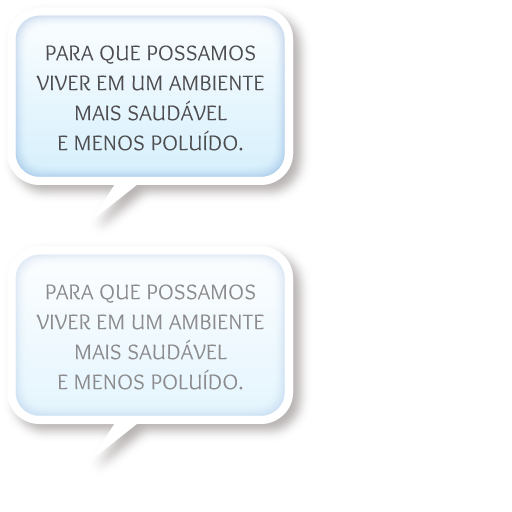 PARA QUE POSSAMOS
VIVER EM UM AMBIENTE
MAIS SAUDÁVEL
E MENOS POLUÍDO.
PARA QUE POSSAMOS
VIVER EM UM AMBIENTE
MAIS SAUDÁVEL
E MENOS POLUÍDO.